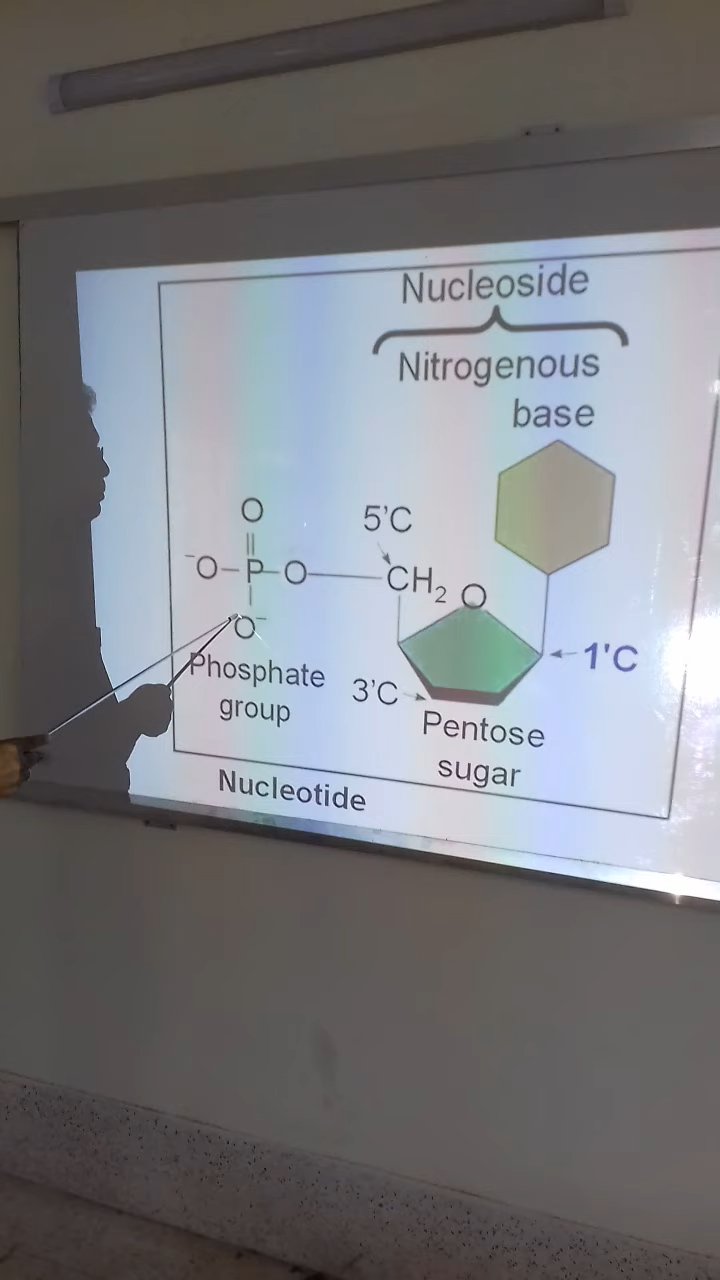 Nucleoside
Nitrogenous
base
O
||
5'C
⁻O–P–O—CH₂ O
O⁻
1'C
Phosphate
group
3'C
Pentose
sugar
Nucleotide